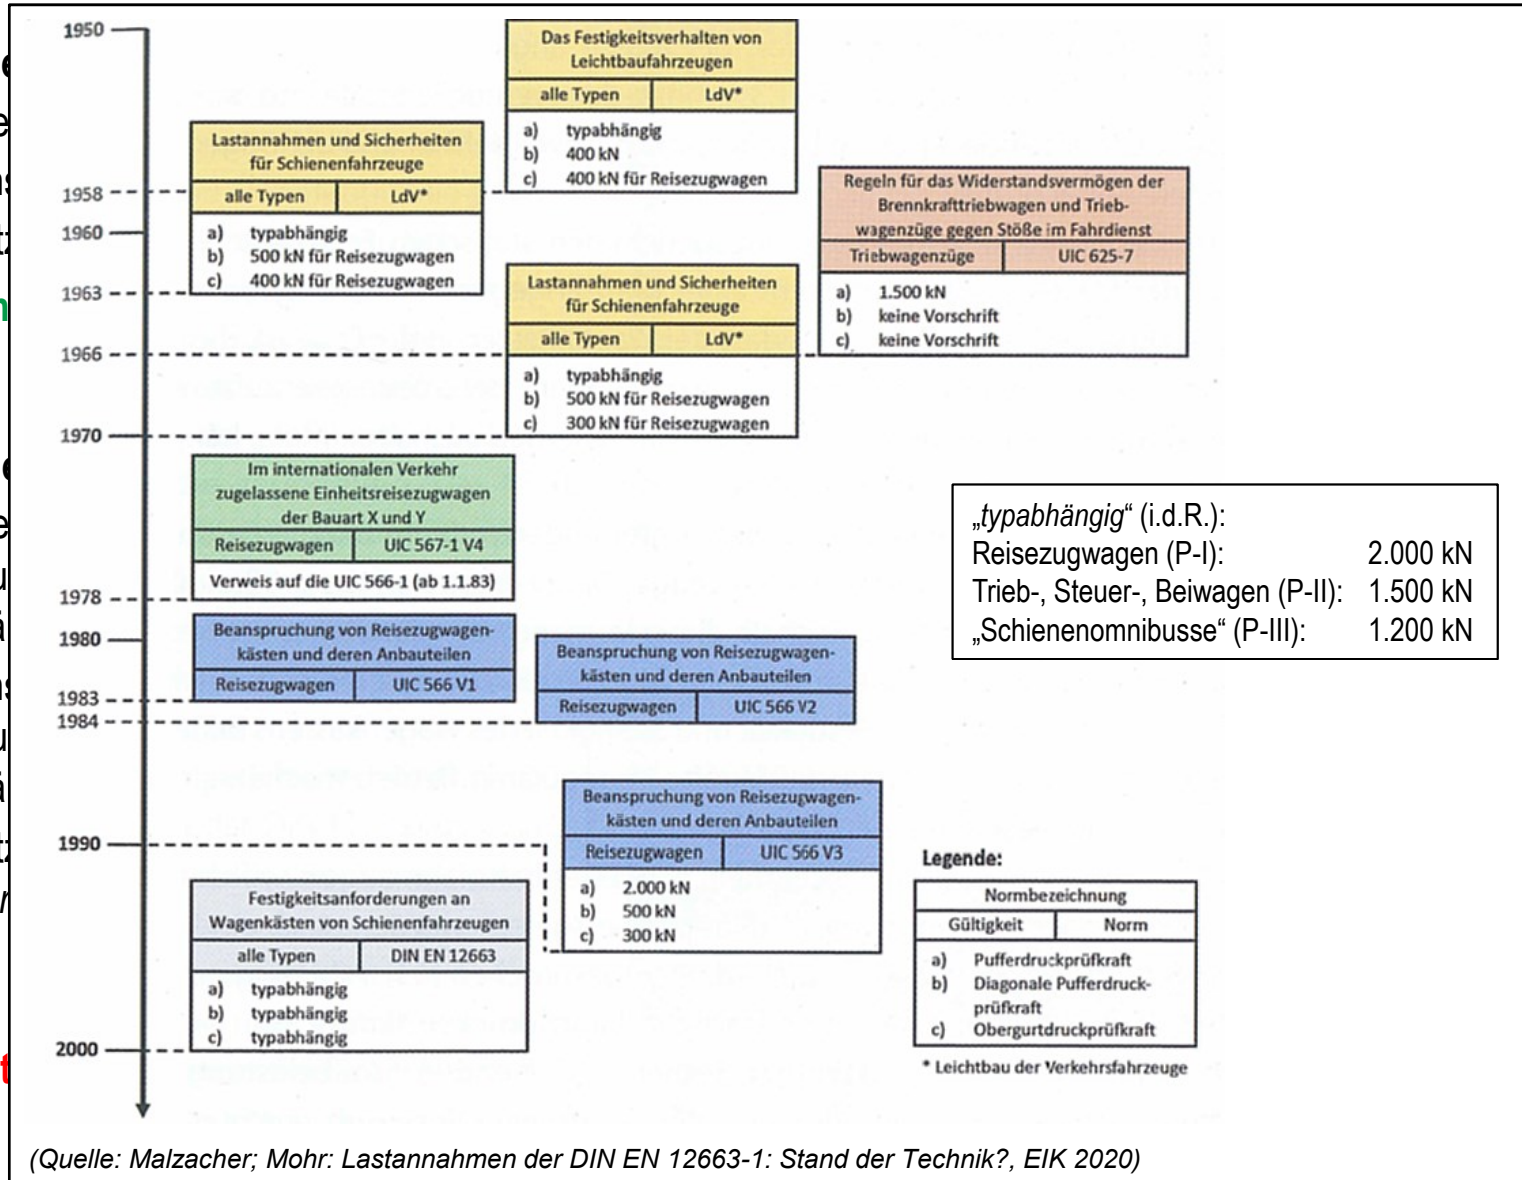 1950
Das Festigkeitsverhalten von
Leichtbaufahrzeugen
alle Typen LdV*
a) typabhängig
b) 400 kN
c) 400 kN für Reisezugwagen
Lastannahmen und Sicherheiten
für Schienenfahrzeuge
1958
alle Typen LdV*
a) typabhängig
b) 500 kN für Reisezugwagen
c) 400 kN für Reisezugwagen
Regeln für das Widerstandsvermögen der
Brennkrafttriebwagen und Trieb-
wagenzüge gegen Stöße im Fahrdienst
Triebwagenzüge UIC 625-7
a) 1.500 kN
b) keine Vorschrift
c) keine Vorschrift
1960
1963
Lastannahmen und Sicherheiten
für Schienenfahrzeuge
alle Typen LdV*
a) typabhängig
b) 500 kN für Reisezugwagen
c) 300 kN für Reisezugwagen
1966
1970
Im internationalen Verkehr
zugelassene Einheitsreisezugwagen
der Bauart X und Y
Reisezugwagen UIC 567-1 V4
Verweis auf die UIC 566-1 (ab 1.1.83)
„typabhängig“ (i.d.R.):
Reisezugwagen (P-I): 2.000 kN
Trieb-, Steuer-, Beiwagen (P-II): 1.500 kN
„Schienenomnibusse“ (P-III): 1.200 kN
1978
1980
Beanspruchung von Reisezugwagen-
kästen und deren Anbauteilen
Reisezugwagen UIC 566 V1
1983
1984
Beanspruchung von Reisezugwagen-
kästen und deren Anbauteilen
Reisezugwagen UIC 566 V2
Beanspruchung von Reisezugwagen-
kästen und deren Anbauteilen
Reisezugwagen UIC 566 V3
a) 2.000 kN
b) 500 kN
c) 300 kN
1990
Festigkeitsanforderungen an
Wagenkästen von Schienenfahrzeugen
alle Typen DIN EN 12663
a) typabhängig
b) typabhängig
c) typabhängig
2000
Legende:
Normbezeichnung
Gültigkeit Norm
a) Pufferdruckprüfkraft
b) Diagonale Pufferdruck-
prüfkraft
c) Obergurtdruckprüfkraft
* Leichtbau der Verkehrsfahrzeuge
(Quelle: Malzacher; Mohr: Lastannahmen der DIN EN 12663-1: Stand der Technik?, EIK 2020)